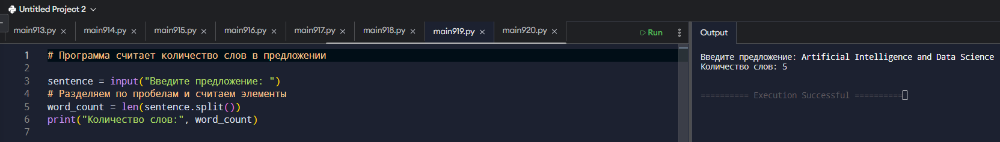 Untitled Project 2
main913.py × main914.py × main915.py × main916.py × main917.py × main918.py × main919.py × main920.py × Run Output
1 # Программа считает количество слов в предложении
2
3 sentence = input("Введите предложение: ")
4 # Разделяем по пробелам и считаем элементы
5 word_count = len(sentence.split())
6 print("Количество слов:", word_count)
7
Введите предложение: Artificial Intelligence and Data Science
Количество слов: 5
========== Execution Successful ==========